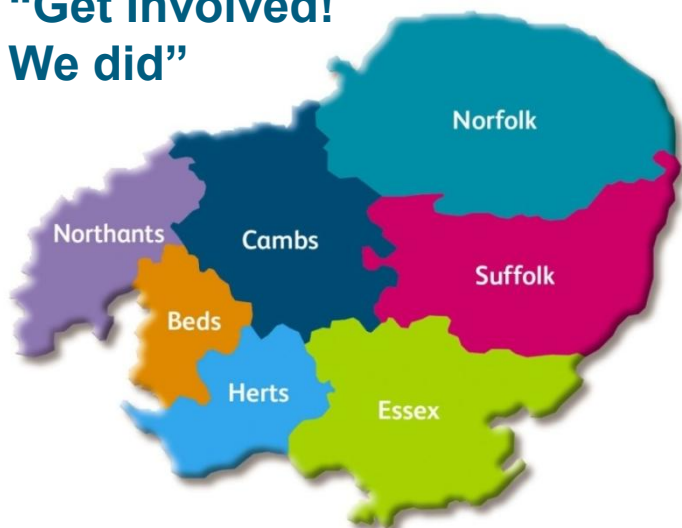 “Get Involved!
We did”
Norfolk
Northants
Cambs
Suffolk
Beds
Herts
Essex